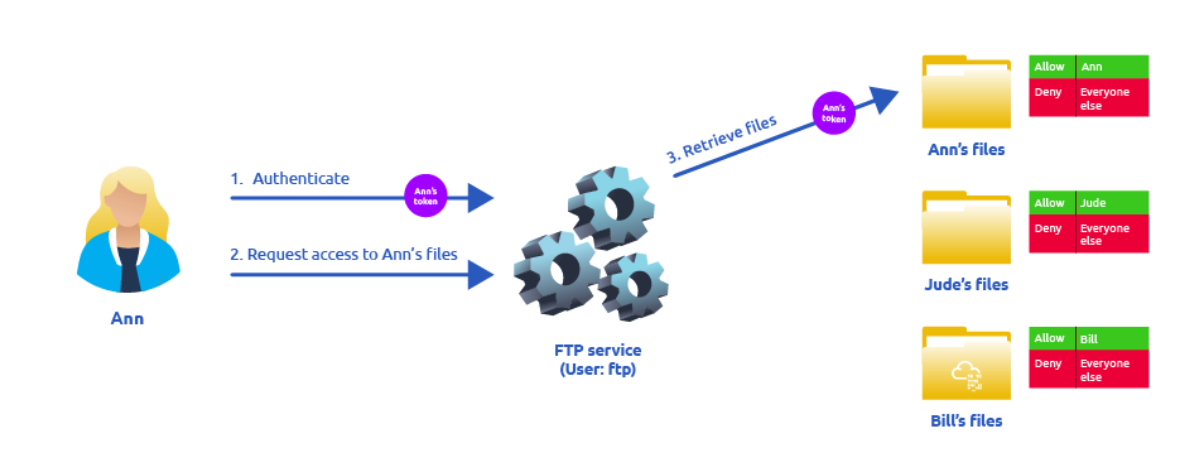 1. Authenticate
Ann's
token
2. Request access to Ann's files
Ann
FTP service
(User: ftp)
3. Retrieve files
Ann's
token
Allow Ann
Deny Everyone
else
Ann's files
Allow Jude
Deny Everyone
else
Jude's files
Allow Bill
Deny Everyone
else
Bill's files